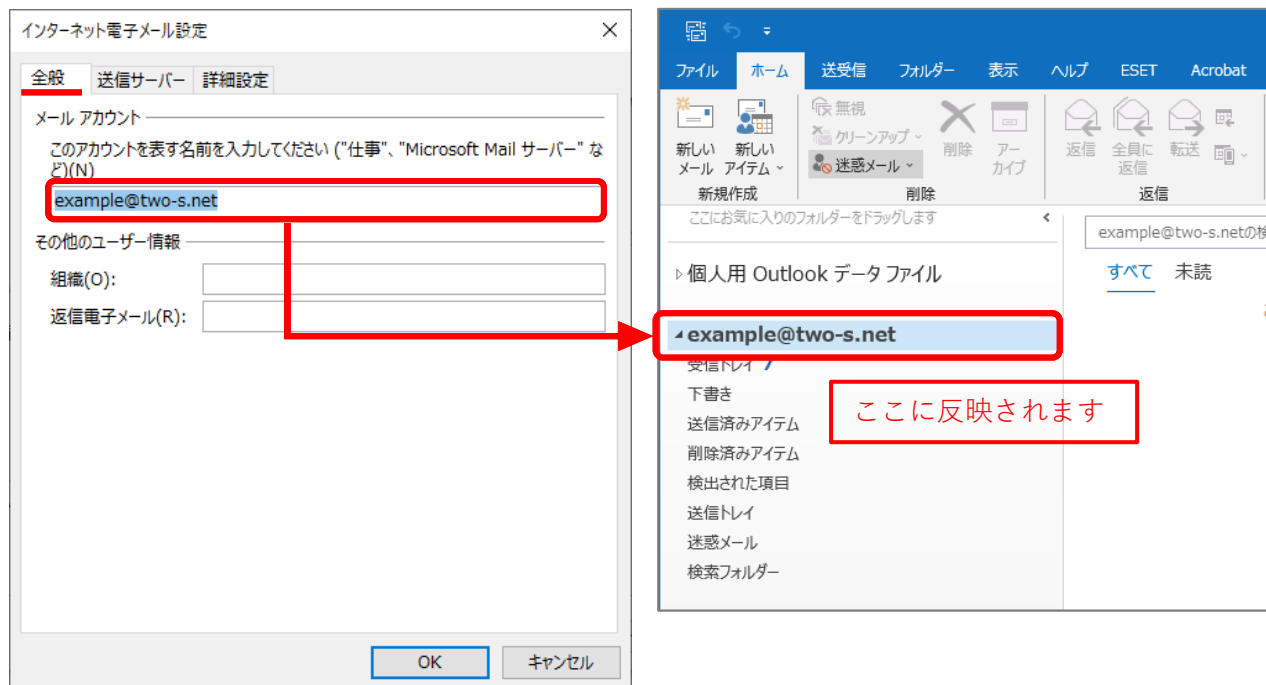 インターネット電子メール設定
全般
送信サーバー
詳細設定
メール アカウント
このアカウントを表す名前を入力してください ("仕事"、"Microsoft Mail サーバー" な
ど)(N)
example@two-s.net
その他のユーザー情報
組織(O):
返信電子メール(R):
OK
キャンセル
ファイル
ホーム
送受信
フォルダー
表示
ヘルプ
ESET
Acrobat
新しい
メール
新しい
アイテム
新規作成
無視
クリーンアップ
迷惑メール
削除
アー
カイブ
削除
返信
全員に
返信
転送
返信
ここにお気に入りのフォルダーをドラッグします
example@two-s.netの検
個人用 Outlook データ ファイル
すべて
未読
example@two-s.net
受信トレイ 7
下書き
送信済みアイテム
削除済みアイテム
検出された項目
送信トレイ
迷惑メール
検索フォルダー
ここに反映されます